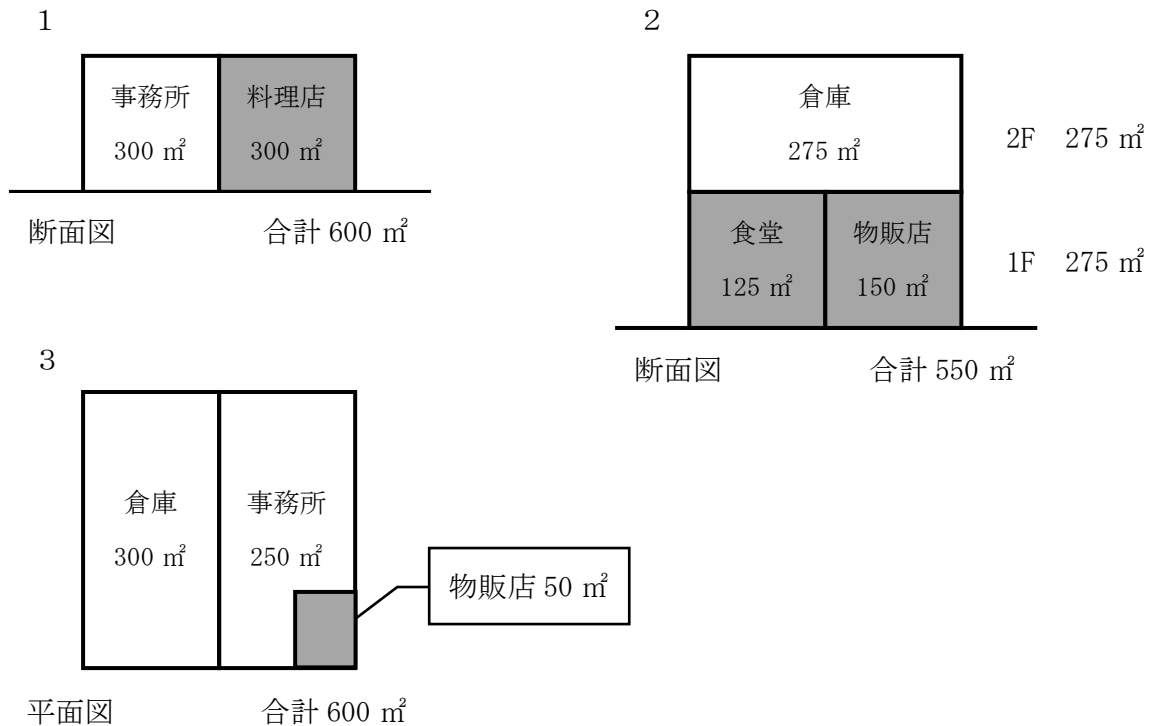 1
事務所
300 ㎡
料理店
300 ㎡
断面図 合計 600 ㎡
2
倉庫
275 ㎡
2F 275 ㎡
食堂
125 ㎡
物販店
150 ㎡
1F 275 ㎡
断面図 合計 550 ㎡
3
倉庫
300 ㎡
事務所
250 ㎡
物販店 50 ㎡
平面図 合計 600 ㎡